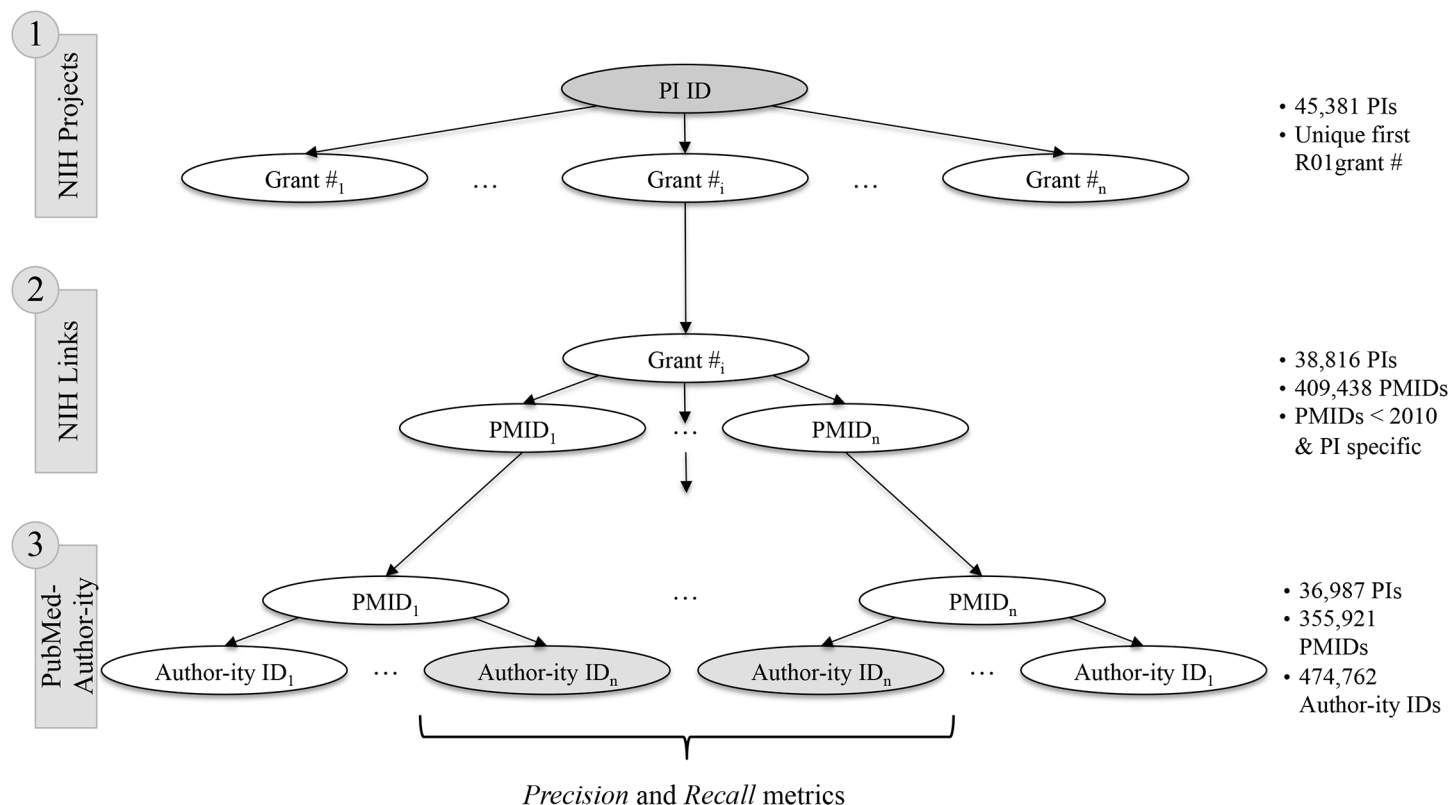 1
NIH Projects
PI ID
Grant #1
…
Grant #i
…
Grant #n
• 45,381 PIs
• Unique first
R01grant #
2
NIH Links
Grant #i
PMID1
…
PMIDn
• 38,816 PIs
• 409,438 PMIDs
• PMIDs < 2010
& PI specific
3
PubMed-
Author-ity
PMID1
…
PMIDn
Author-ity ID1
…
Author-ity IDn
Author-ity IDn
…
Author-ity ID1
• 36,987 PIs
• 355,921
PMIDs
• 474,762
Author-ity IDs
Precision and Recall metrics